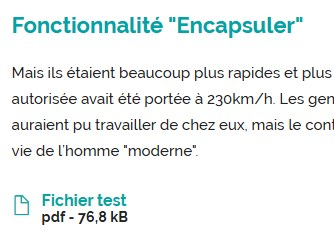 Fonctionnalité "Encapsuler"
Mais ils étaient beaucoup plus rapides et plus
autorisée avait été portée à 230km/h. Les gen
auraient pu travailler de chez eux, mais le cont
vie de l'homme "moderne".
Fichier test
pdf - 76,8 kB